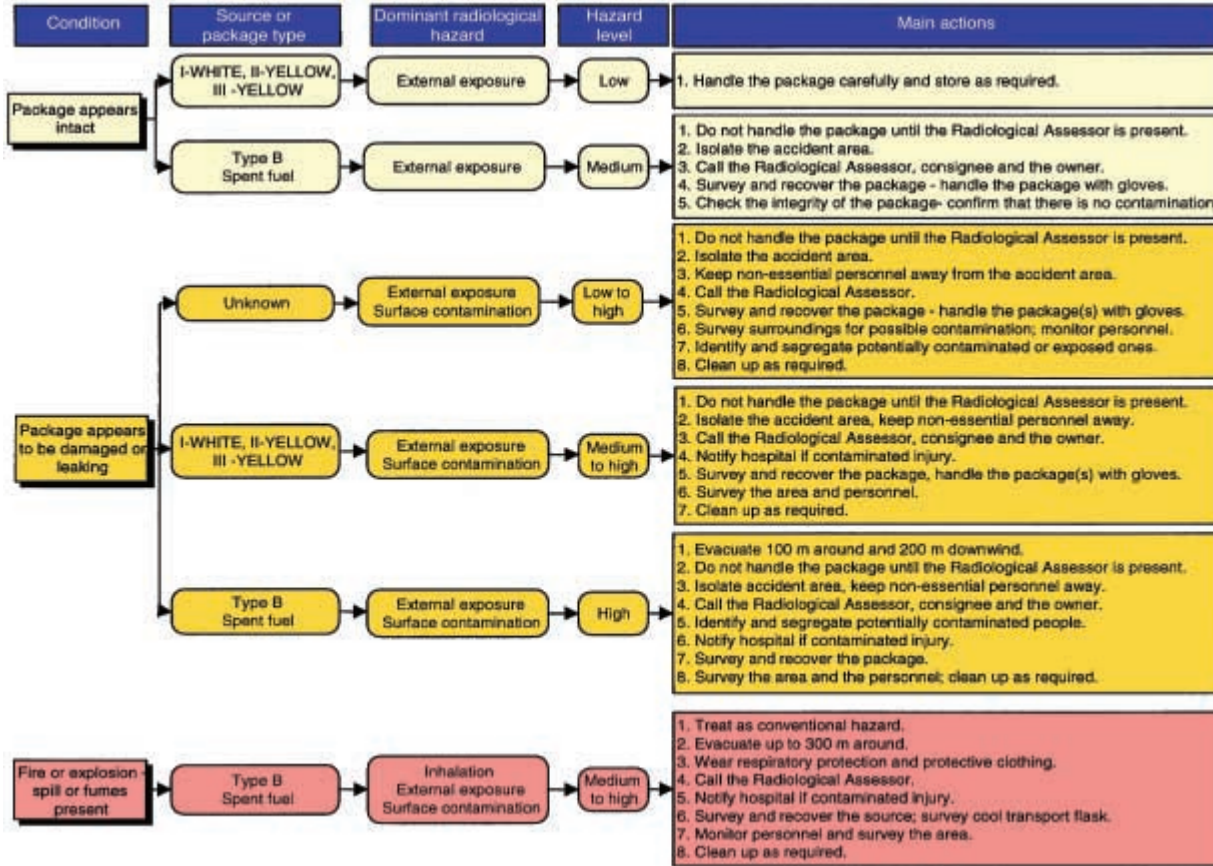 Condition
Source or
package type
Dominant radiological
hazard
Hazard
level
Main actions
Package appears
intact
I-WHITE, II-YELLOW,
III -YELLOW
External exposure
Low
1. Handle the package carefully and store as required.
Type B
Spent fuel
External exposure
Medium
1. Do not handle the package until the Radiological Assessor is present.
2. Isolate the accident area.
3. Call the Radiological Assessor, consignee and the owner.
4. Survey and recover the package - handle the package with gloves.
5. Check the integrity of the package- confirm that there is no contamination
Package appears
to be damaged or
leaking
Unknown
External exposure
Surface contamination
Low to
high
1. Do not handle the package until the Radiological Assessor is present.
2. Isolate the accident area.
3. Keep non-essential personnel away from the accident area.
4. Call the Radiological Assessor.
5. Survey and recover the package - handle the package(s) with gloves.
6. Survey surroundings for possible contamination; monitor personnel.
7. Identify and segregate potentially contaminated or exposed ones.
8. Clean up as required.
I-WHITE, II-YELLOW,
III -YELLOW
External exposure
Surface contamination
Medium
to high
1. Do not handle the package until the Radiological Assessor is present.
2. Isolate the accident area, keep non-essential personnel away.
3. Call the Radiological Assessor, consignee and the owner.
4. Notify hospital if contaminated injury.
5. Survey and recover the package, handle the package(s) with gloves.
6. Survey the area and personnel.
7. Clean up as required.
Type B
Spent fuel
External exposure
Surface contamination
High
1. Evacuate 100 m around and 200 m downwind.
2. Do not handle the package until the Radiological Assessor is present.
3. Isolate accident area, keep non-essential personnel away.
4. Call the Radiological Assessor, consignee and the owner.
5. Identify and segregate potentially contaminated people.
6. Notify hospital if contaminated injury.
7. Survey and recover the package.
8. Survey the area and the personnel; clean up as required.
Fire or explosion -
spill or fumes
present
Type B
Spent fuel
Inhalation
External exposure
Surface contamination
Medium
to high
1. Treat as conventional hazard.
2. Evacuate up to 300 m around.
3. Wear respiratory protection and protective clothing.
4. Call the Radiological Assessor.
5. Notify hospital if contaminated injury.
6. Survey and recover the source; survey cool transport flask.
7. Monitor personnel and survey the area.
8. Clean up as required.